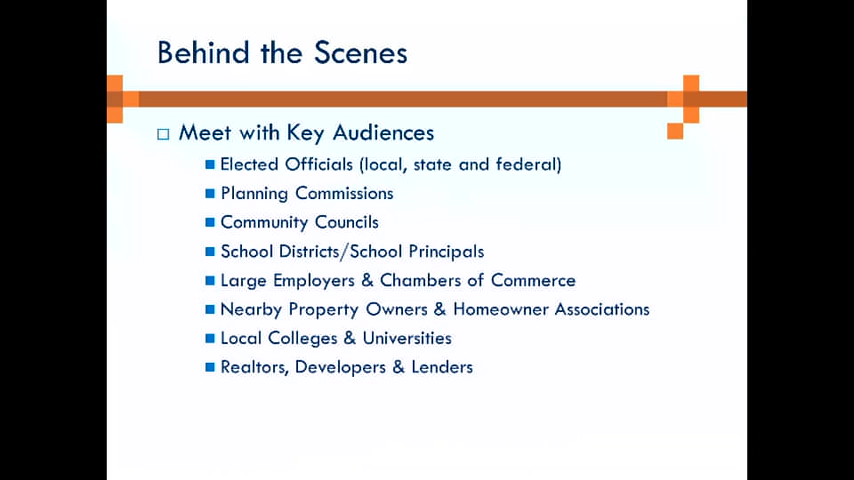 Behind the Scenes
Meet with Key Audiences
Elected Officials (local, state and federal)
Planning Commissions
Community Councils
School Districts/School Principals
Large Employers & Chambers of Commerce
Nearby Property Owners & Homeowner Associations
Local Colleges & Universities
Realtors, Developers & Lenders